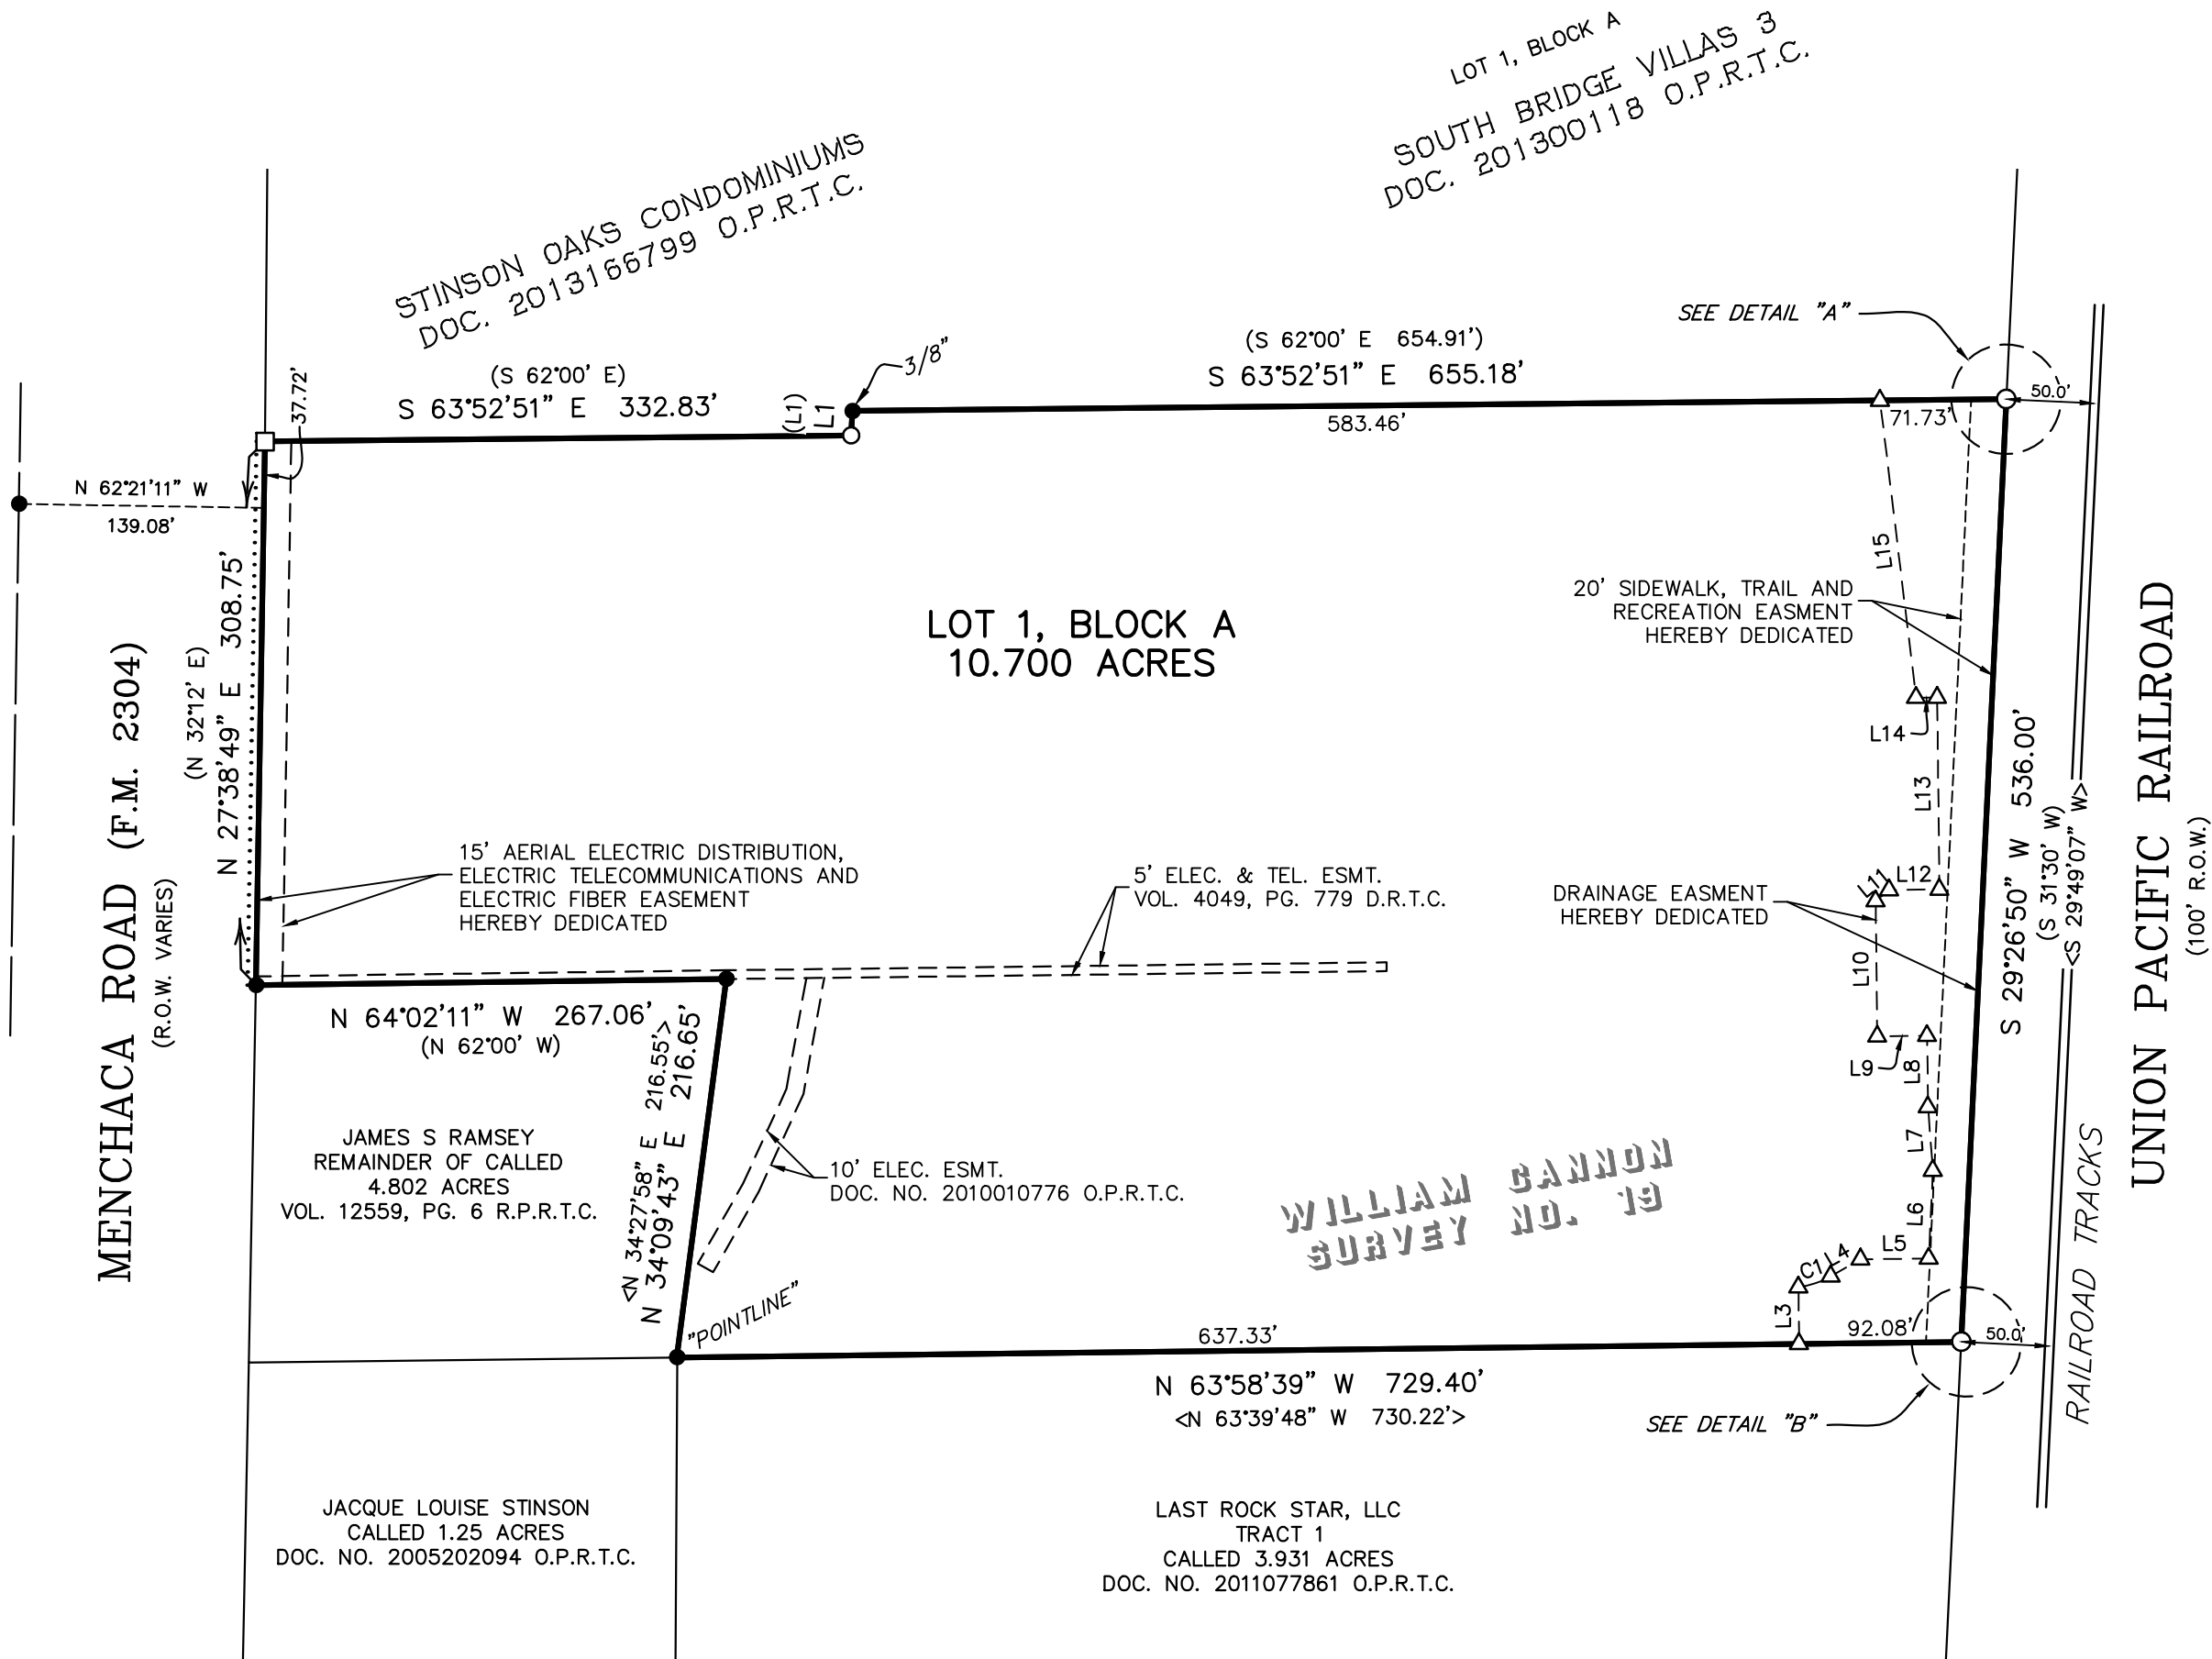 LOT 1, BLOCK A
SOUTH BRIDGE VILLAS 3
DOC. 201300118 O.P.R.T.C.
STINSON OAKS CONDOMINIUMS
DOC. 2013166799 O.P.R.T.C.
SEE DETAIL "A"
(S 62°00' E 654.91')
S 63°52'51" E 655.18'
583.46'
71.73'
50.0'
3/8"
(S 62°00' E)
S 63°52'51" E 332.83'
(L1)
L1
37.72'
N 62°21'11" W
139.08'
(N 32°12' E)
N 27°38'49" E 308.75'
MENCHACA ROAD (F.M. 2304)
(R.O.W. VARIES)
LOT 1, BLOCK A
10.700 ACRES
L15
20' SIDEWALK, TRAIL AND
RECREATION EASMENT
HEREBY DEDICATED
L14
L13
L12
L11
L10
L9
L8
L7
L6
L5
L4
C1
L3
DRAINAGE EASMENT
HEREBY DEDICATED
S 29°26'50" W 536.00'
(S 31°30' W)
<S 29°49'07" W>
UNION PACIFIC RAILROAD
(100' R.O.W.)
RAILROAD TRACKS
15' AERIAL ELECTRIC DISTRIBUTION,
ELECTRIC TELECOMMUNICATIONS AND
ELECTRIC FIBER EASEMENT
HEREBY DEDICATED
5' ELEC. & TEL. ESMT.
VOL. 4049, PG. 779 D.R.T.C.
N 64°02'11" W 267.06'
(N 62°00' W)
<N 34°27'58" E 216.55'>
N 34°09'43" E 216.65'
JAMES S RAMSEY
REMAINDER OF CALLED
4.802 ACRES
VOL. 12559, PG. 6 R.P.R.T.C.
10' ELEC. ESMT.
DOC. NO. 2010010776 O.P.R.T.C.
WILLIAM CANNON
SURVEY NO. 19
"POINTLINE"
637.33'
92.08'
50.0'
N 63°58'39" W 729.40'
<N 63°39'48" W 730.22'>
SEE DETAIL "B"
JACQUE LOUISE STINSON
CALLED 1.25 ACRES
DOC. NO. 2005202094 O.P.R.T.C.
LAST ROCK STAR, LLC
TRACT 1
CALLED 3.931 ACRES
DOC. NO. 2011077861 O.P.R.T.C.